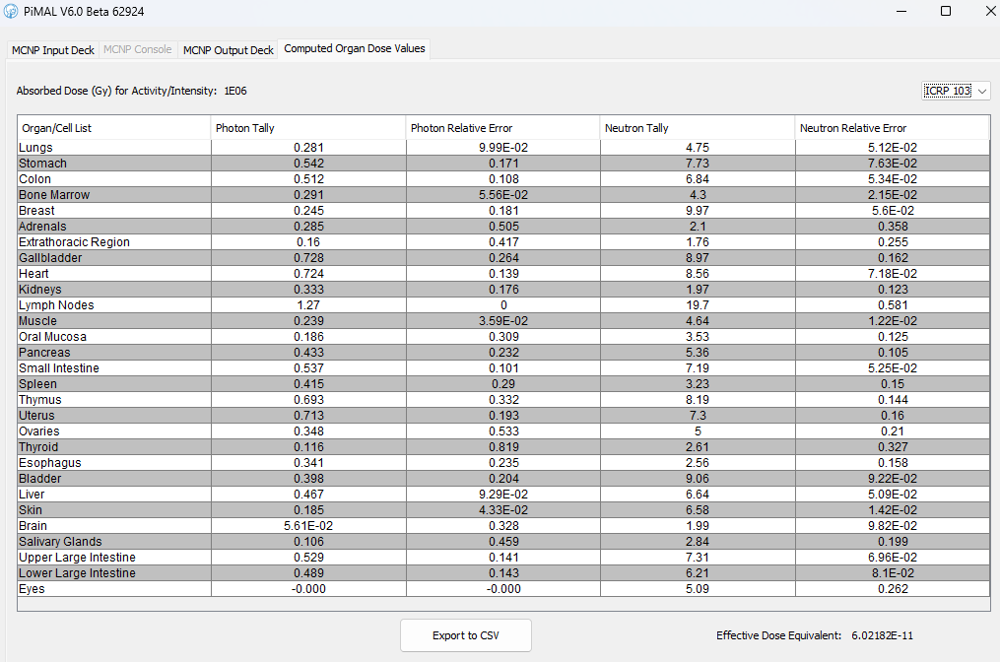 PiMAL V6.0 Beta 62924
MCNP Input Deck MCNP Console MCNP Output Deck Computed Organ Dose Values
Absorbed Dose (Gy) for Activity/Intensity: 1E06 ICRP 103
Organ/Cell List Photon Tally Photon Relative Error Neutron Tally Neutron Relative Error
Lungs 0.281 9.99E-02 4.75 5.12E-02
Stomach 0.542 0.171 7.73 7.63E-02
Colon 0.512 0.108 6.84 5.34E-02
Bone Marrow 0.291 5.56E-02 4.3 2.15E-02
Breast 0.245 0.181 9.97 5.6E-02
Adrenals 0.285 0.505 2.1 0.358
Extrathoracic Region 0.16 0.417 1.76 0.255
Gallbladder 0.728 0.264 8.97 0.162
Heart 0.724 0.139 8.56 7.18E-02
Kidneys 0.333 0.176 1.97 0.123
Lymph Nodes 1.27 0 19.7 0.581
Muscle 0.239 3.59E-02 4.64 1.22E-02
Oral Mucosa 0.186 0.309 3.53 0.125
Pancreas 0.433 0.232 5.36 0.105
Small Intestine 0.537 0.101 7.19 5.25E-02
Spleen 0.415 0.29 3.23 0.15
Thymus 0.693 0.332 8.19 0.144
Uterus 0.713 0.193 7.3 0.16
Ovaries 0.348 0.533 5 0.21
Thyroid 0.116 0.819 2.61 0.327
Esophagus 0.341 0.235 2.56 0.158
Bladder 0.398 0.204 9.06 9.22E-02
Liver 0.467 9.29E-02 6.64 5.09E-02
Skin 0.185 4.33E-02 6.58 1.42E-02
Brain 5.61E-02 0.328 1.99 9.82E-02
Salivary Glands 0.106 0.459 2.84 0.199
Upper Large Intestine 0.529 0.141 7.31 6.96E-02
Lower Large Intestine 0.489 0.143 6.21 8.1E-02
Eyes -0.000 -0.000 5.09 0.262
Export to CSV Effective Dose Equivalent: 6.02182E-11